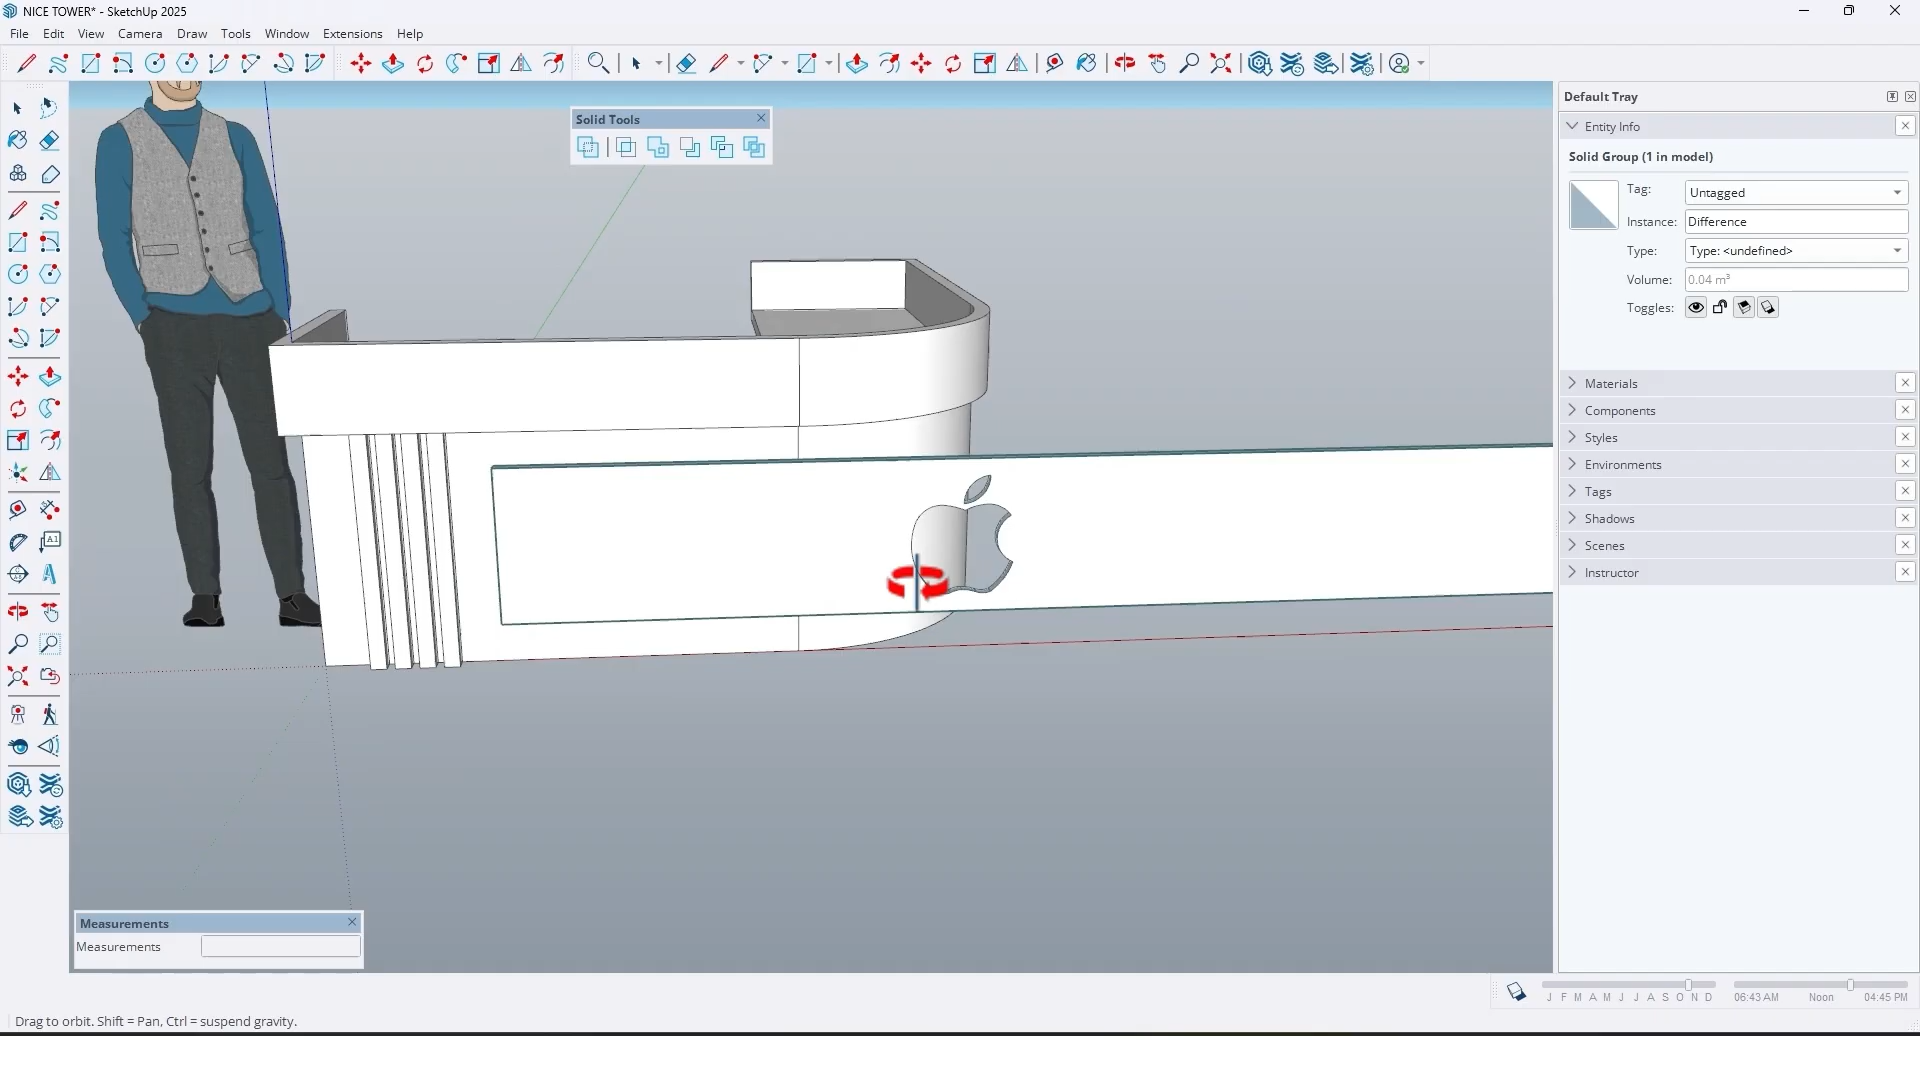 NICE TOWER* - SketchUp 2025
File Edit View Camera Draw Tools Window Extensions Help
Solid Tools
Default Tray
Entity Info
Solid Group (1 in model)
Tag: Untagged
Instance: Difference
Type: Type: <undefined>
Volume: 0.04 m³
Toggles:
Materials
Components
Styles
Environments
Tags
Shadows
Scenes
Instructor
A1
Measurements
Measurements
J F M A M J J A S O N D 06:43 AM Noon 04:45 PM
Drag to orbit. Shift = Pan, Ctrl = suspend gravity.